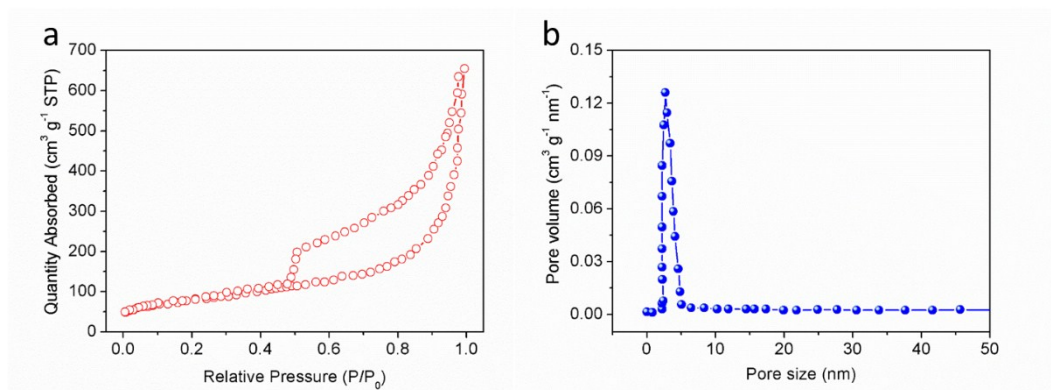 a
700
600
500
400
300
200
100
0
Quantity Absorbed (cm³ g⁻¹ STP)
0.0 0.2 0.4 0.6 0.8 1.0
Relative Pressure (P/P₀)
b
0.15
0.12
0.09
0.06
0.03
0.00
Pore volume (cm³ g⁻¹ nm⁻¹)
0 10 20 30 40 50
Pore size (nm)